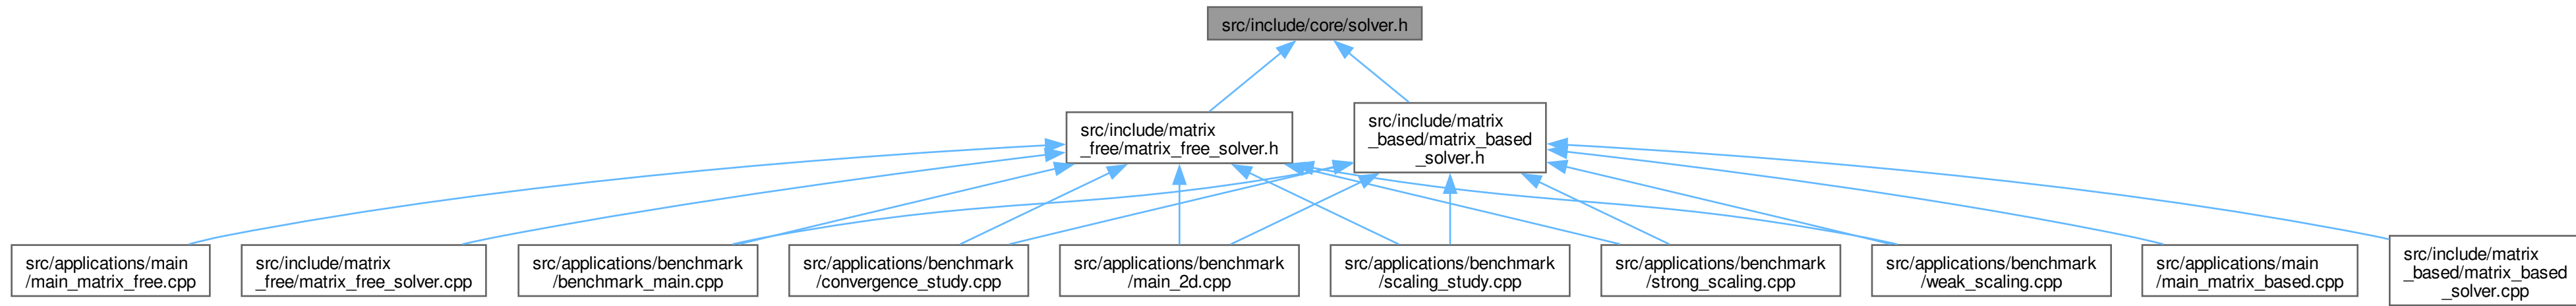 src/include/core/solver.h
src/include/matrix
_free/matrix_free_solver.h
src/include/matrix
_based/matrix_based
_solver.h
src/applications/main
/main_matrix_free.cpp
src/include/matrix
_free/matrix_free_solver.cpp
src/applications/benchmark
/benchmark_main.cpp
src/applications/benchmark
/convergence_study.cpp
src/applications/benchmark
/main_2d.cpp
src/applications/benchmark
/scaling_study.cpp
src/applications/benchmark
/strong_scaling.cpp
src/applications/benchmark
/weak_scaling.cpp
src/applications/main
/main_matrix_based.cpp
src/include/matrix
_based/matrix_based
_solver.cpp